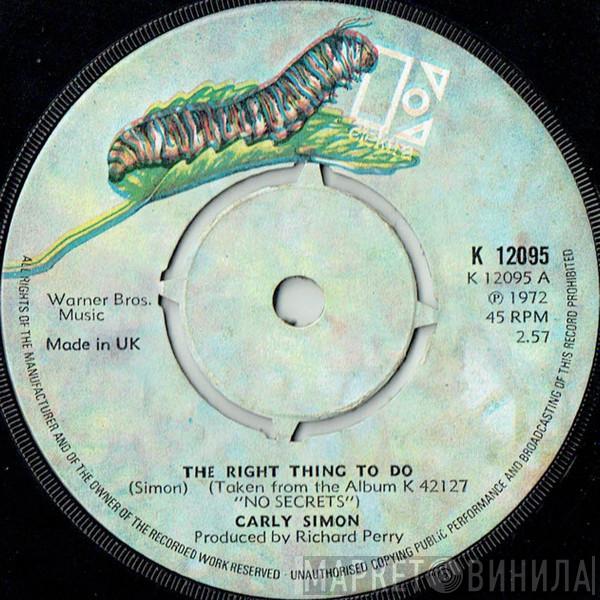 elektra
K 12095
K 12095 A
℗ 1972
45 RPM
2.57
Warner Bros.
Music
Made in UK
THE RIGHT THING TO DO
(Simon) (Taken from the Album K 42127
"NO SECRETS")
CARLY SIMON
Produced by Richard Perry
ALL RIGHTS OF THE MANUFACTURER AND OF THE OWNER OF THE RECORDED WORK RESERVED - UNAUTHORISED COPYING PUBLIC PERFORMANCE AND BROADCASTING OF THIS RECORD PROHIBITED
МАРКЕТ ВИНИЛА